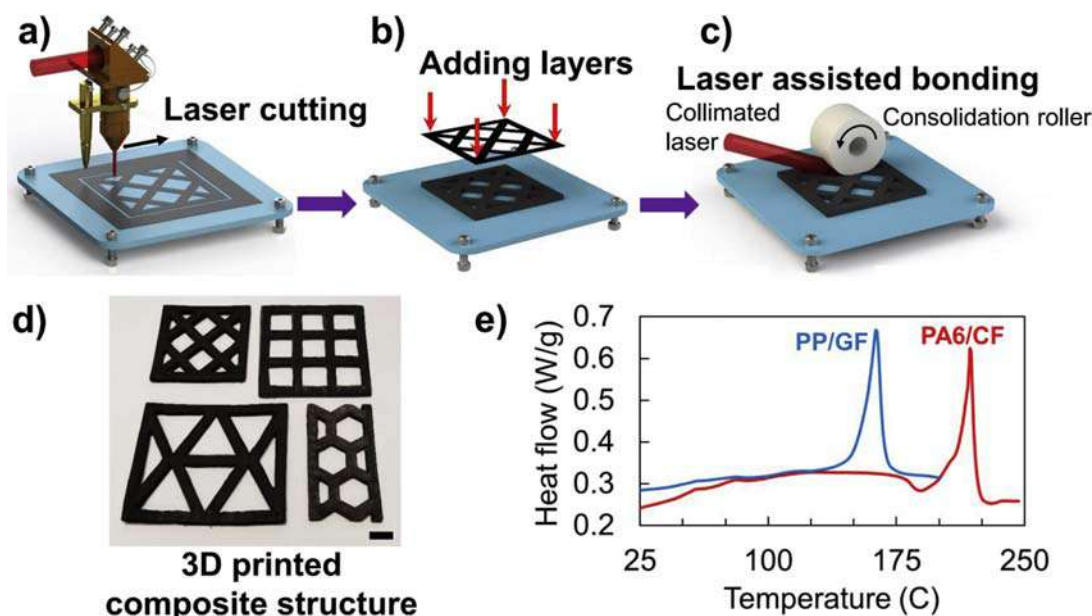 a)
Laser cutting
b)
Adding layers
c)
Laser assisted bonding
Collimated
laser
Consolidation roller
d)
3D printed
composite structure
e)
Heat flow (W/g)
0.7
0.6
0.5
0.4
0.3
0.2
PP/GF
PA6/CF
25
100
175
250
Temperature (C)